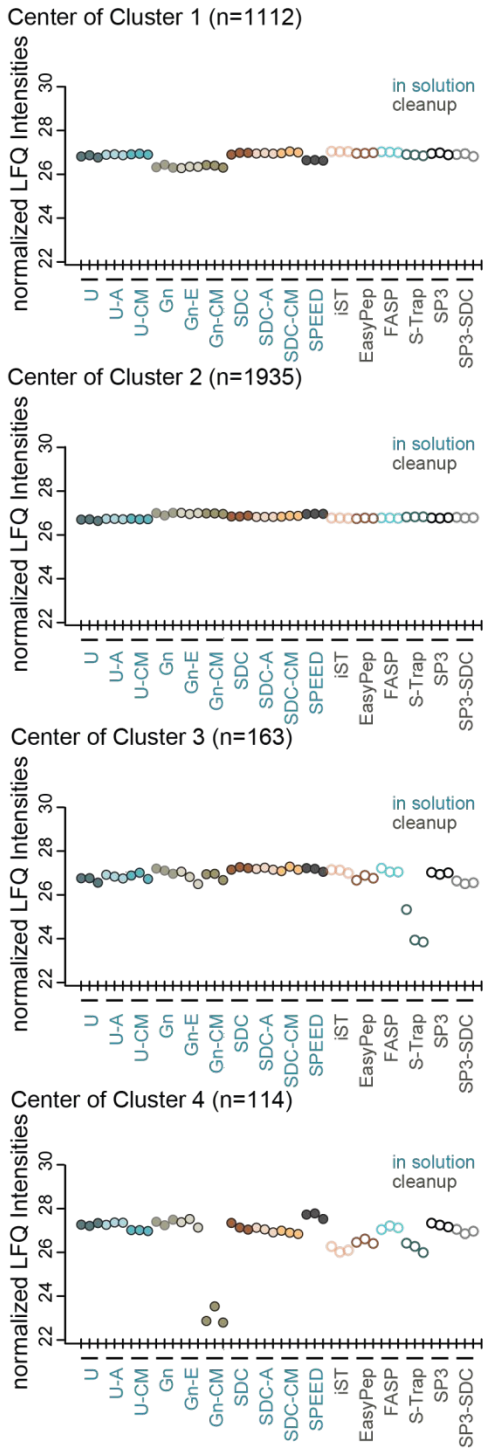 Center of Cluster 1 (n=1112)
normalized LFQ Intensities
30
28
26
24
22
in solution
cleanup
U
U-A
U-CM
Gn
Gn-E
Gn-CM
SDC
SDC-A
SDC-CM
SPEED
iST
EasyPep
FASP
S-Trap
SP3
SP3-SDC
Center of Cluster 2 (n=1935)
normalized LFQ Intensities
30
28
26
24
22
in solution
cleanup
U
U-A
U-CM
Gn
Gn-E
Gn-CM
SDC
SDC-A
SDC-CM
SPEED
iST
EasyPep
FASP
S-Trap
SP3
SP3-SDC
Center of Cluster 3 (n=163)
normalized LFQ Intensities
30
28
26
24
22
in solution
cleanup
U
U-A
U-CM
Gn
Gn-E
Gn-CM
SDC
SDC-A
SDC-CM
SPEED
iST
EasyPep
FASP
S-Trap
SP3
SP3-SDC
Center of Cluster 4 (n=114)
normalized LFQ Intensities
30
28
26
24
22
in solution
cleanup
U
U-A
U-CM
Gn
Gn-E
Gn-CM
SDC
SDC-A
SDC-CM
SPEED
iST
EasyPep
FASP
S-Trap
SP3
SP3-SDC